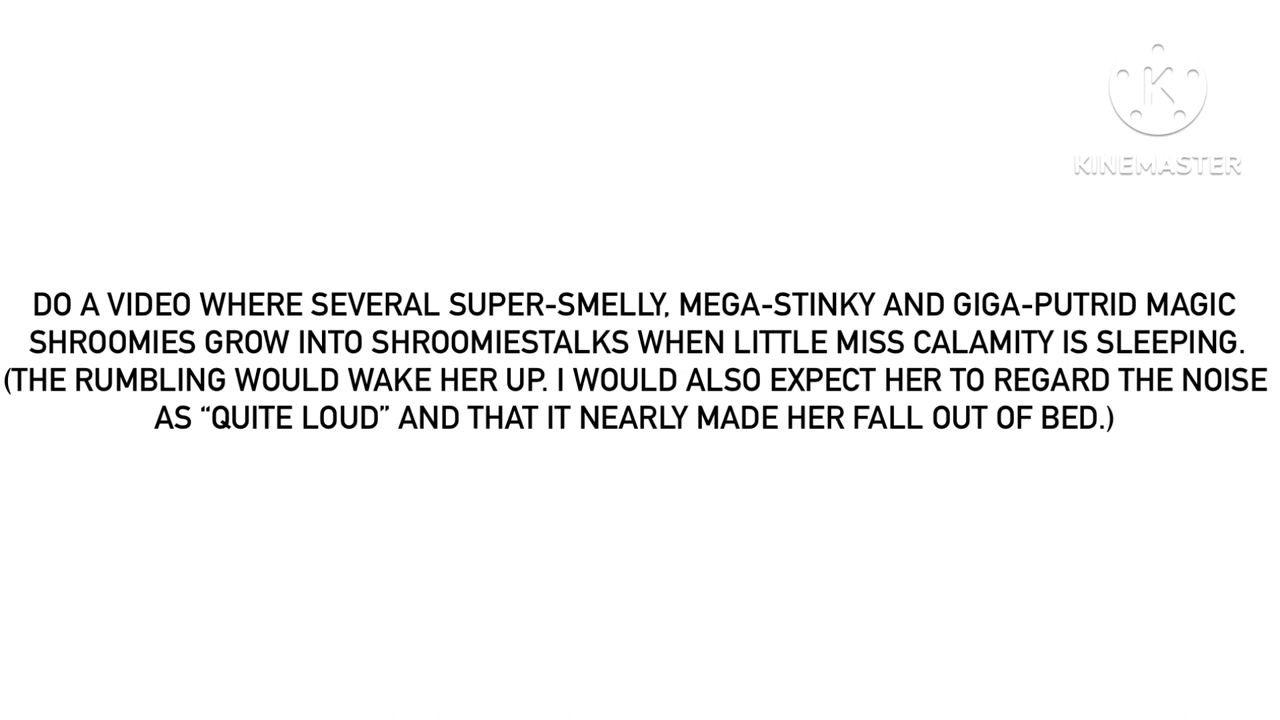 K
KINEMASTER
DO A VIDEO WHERE SEVERAL SUPER-SMELLY, MEGA-STINKY AND GIGA-PUTRID MAGIC
SHROOMIES GROW INTO SHROOMIESTALKS WHEN LITTLE MISS CALAMITY IS SLEEPING.
(THE RUMBLING WOULD WAKE HER UP. I WOULD ALSO EXPECT HER TO REGARD THE NOISE
AS “QUITE LOUD” AND THAT IT NEARLY MADE HER FALL OUT OF BED.)